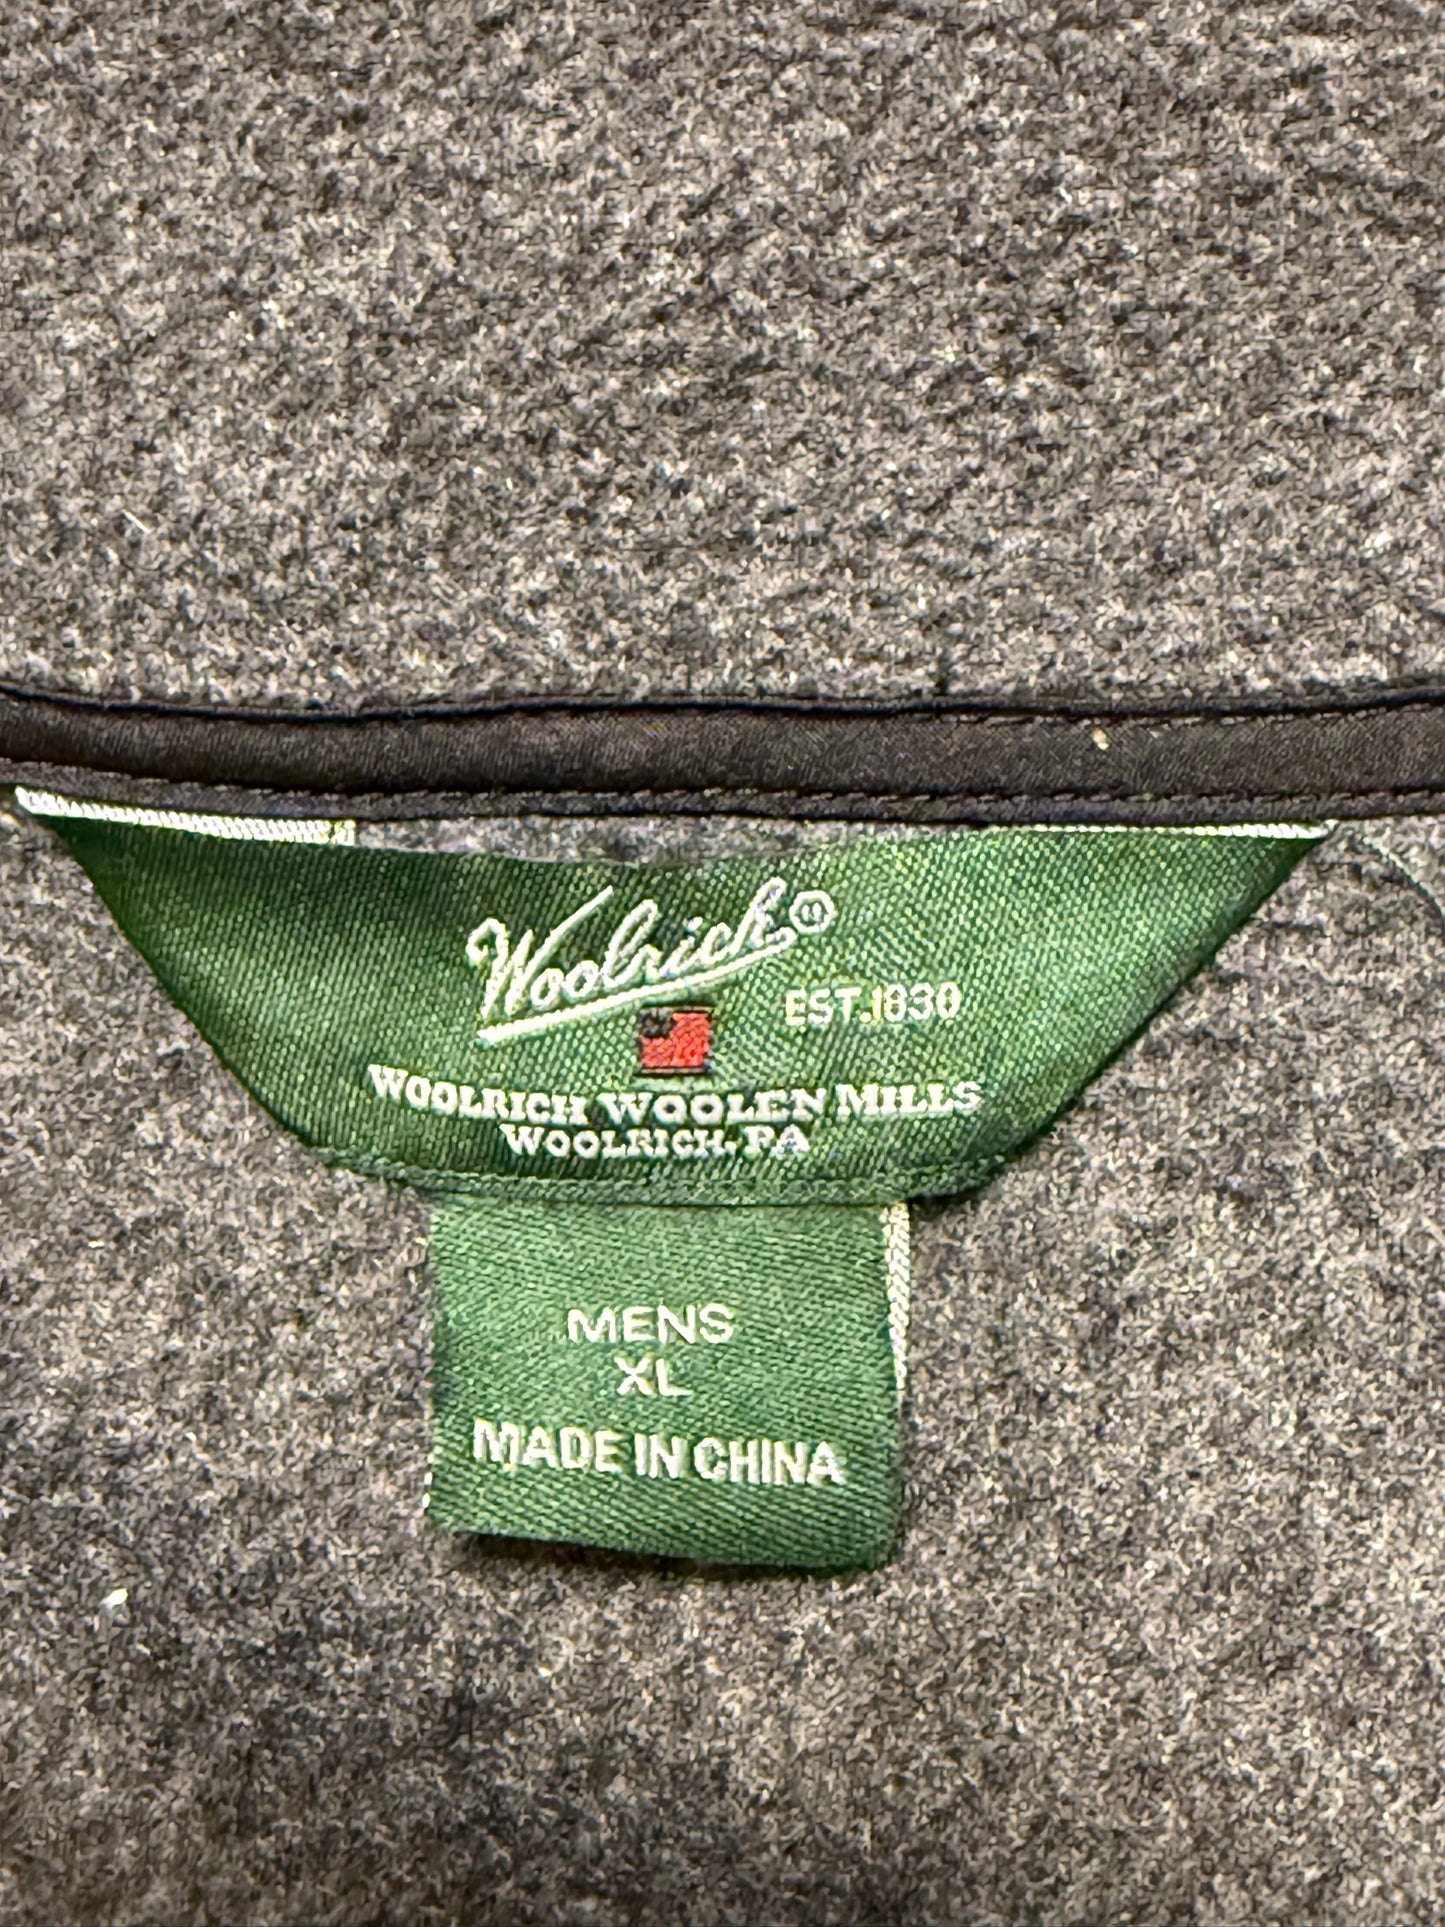 Woolrich®
EST. 1830
WOOLRICH WOOLEN MILLS
WOOLRICH, PA
MENS
XL
MADE IN CHINA